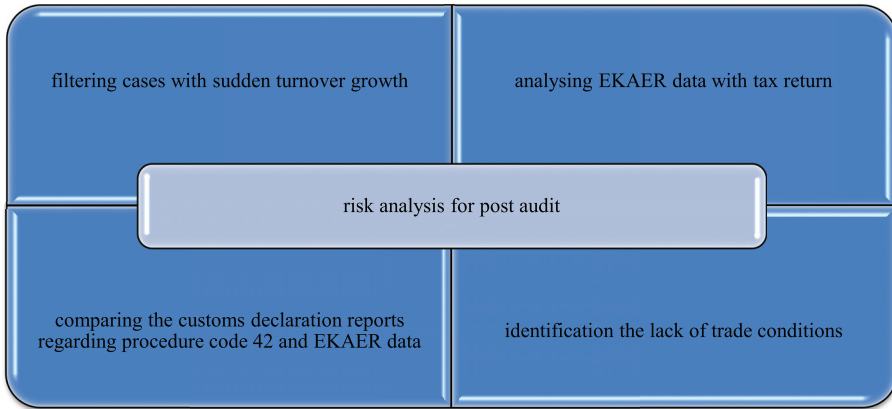 filtering cases with sudden turnover growth
analysing EKAER data with tax return
risk analysis for post audit
comparing the customs declaration reports
regarding procedure code 42 and EKAER data
identification the lack of trade conditions